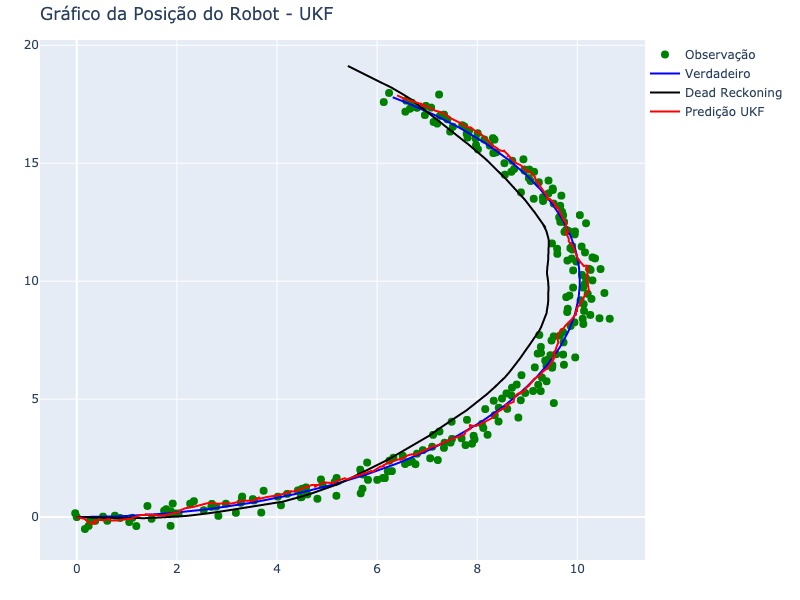 Gráfico da Posição do Robot - UKF
Observação
Verdadeiro
Dead Reckoning
Predição UKF
20
15
10
5
0
0 2 4 6 8 10